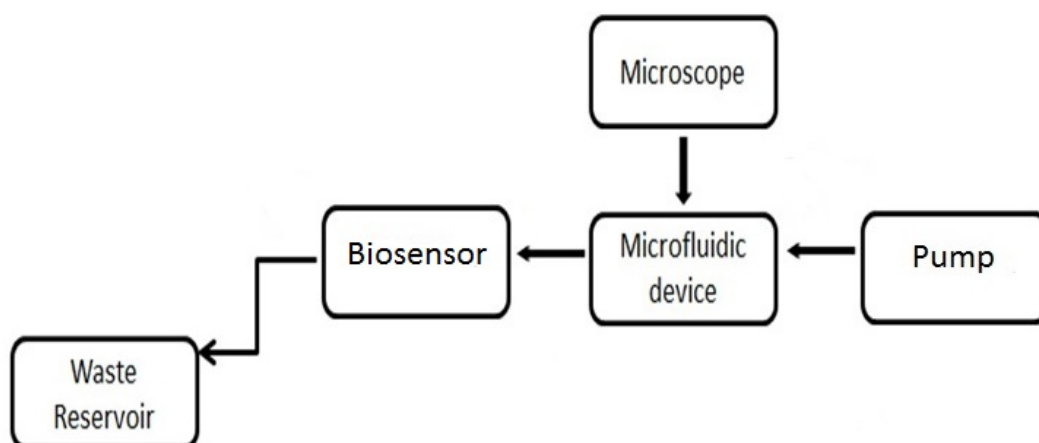 Microscope
Biosensor
Microfluidic
device
Pump
Waste
Reservoir